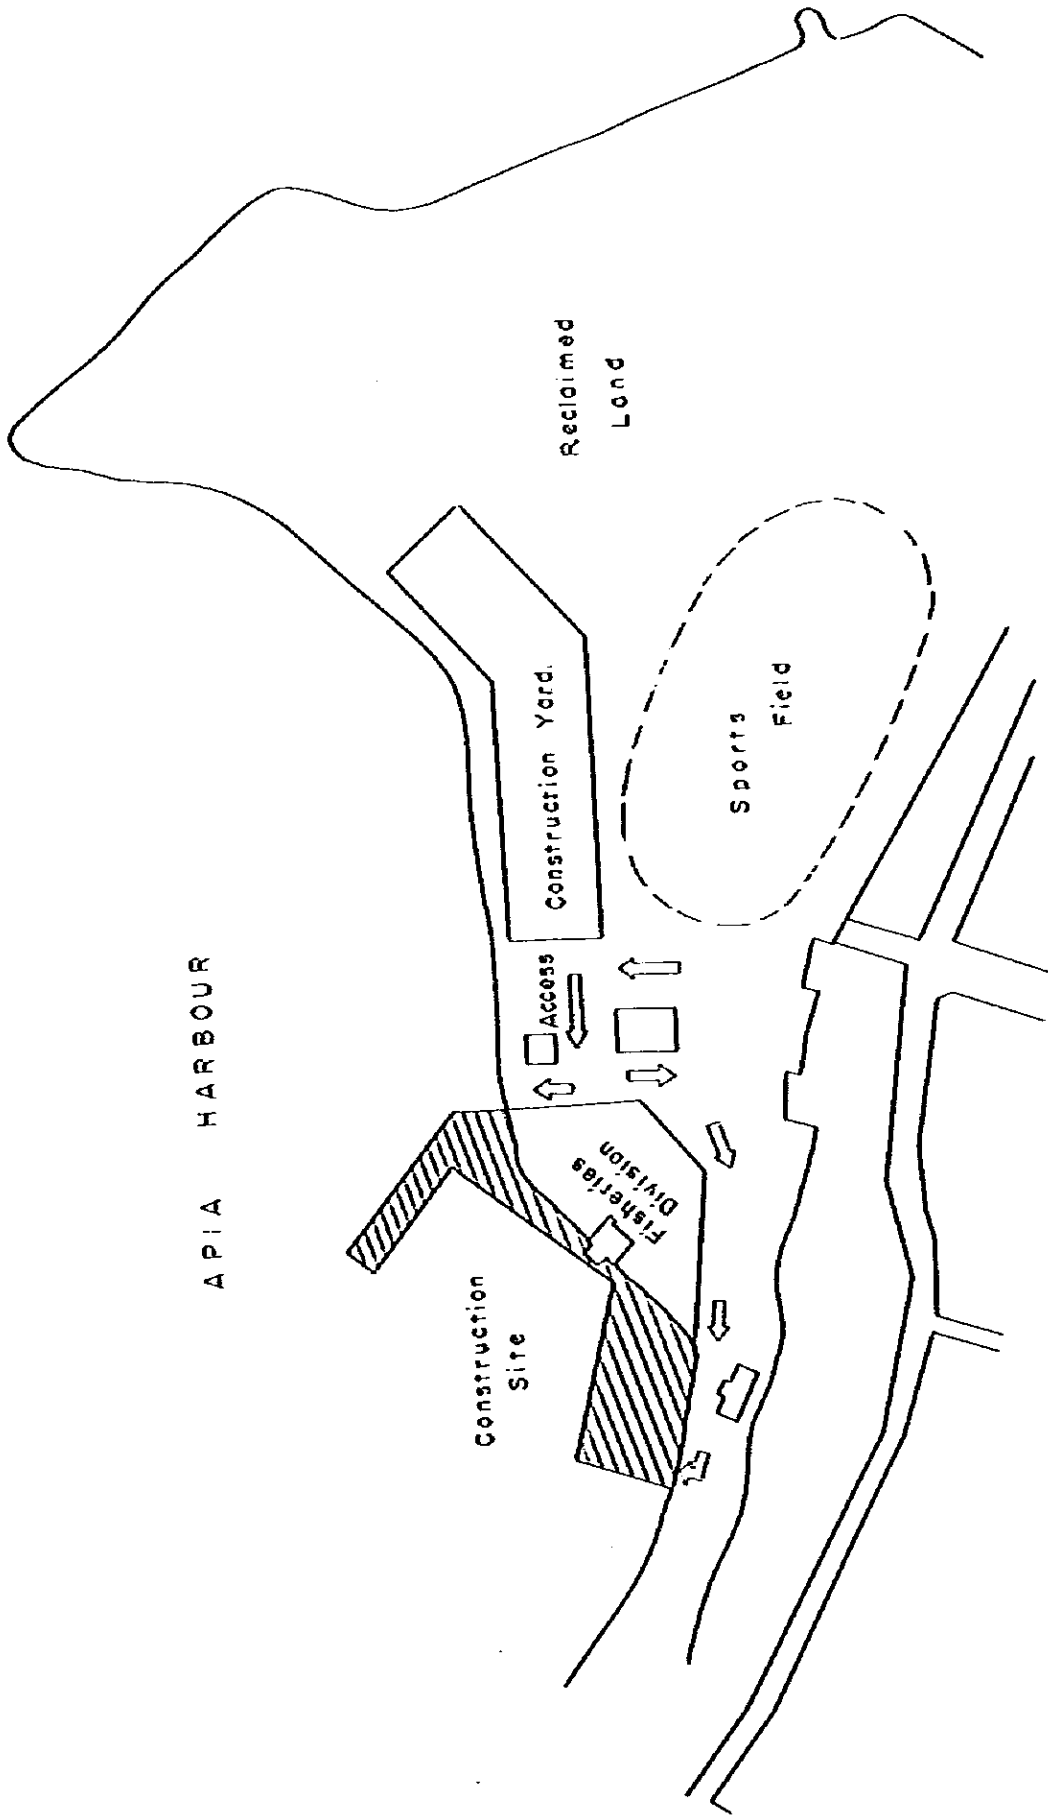 APIA HARBOUR
Construction
Site
Fisheries
Division
Access
Construction Yard.
Sports
Field
Reclaimed
Land